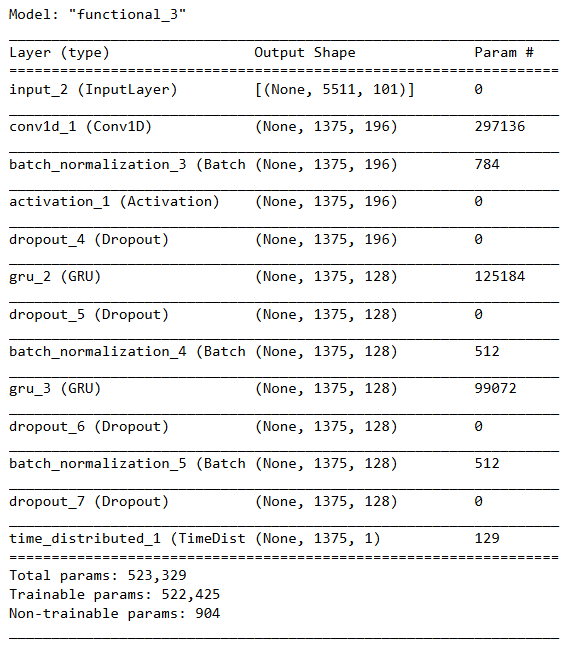 Model: "functional_3"
Layer (type) Output Shape Param #
input_2 (InputLayer) [(None, 5511, 101)] 0
conv1d_1 (Conv1D) (None, 1375, 196) 297136
batch_normalization_3 (Batch (None, 1375, 196) 784
activation_1 (Activation) (None, 1375, 196) 0
dropout_4 (Dropout) (None, 1375, 196) 0
gru_2 (GRU) (None, 1375, 128) 125184
dropout_5 (Dropout) (None, 1375, 128) 0
batch_normalization_4 (Batch (None, 1375, 128) 512
gru_3 (GRU) (None, 1375, 128) 99072
dropout_6 (Dropout) (None, 1375, 128) 0
batch_normalization_5 (Batch (None, 1375, 128) 512
dropout_7 (Dropout) (None, 1375, 128) 0
time_distributed_1 (TimeDist (None, 1375, 1) 129
Total params: 523,329
Trainable params: 522,425
Non-trainable params: 904